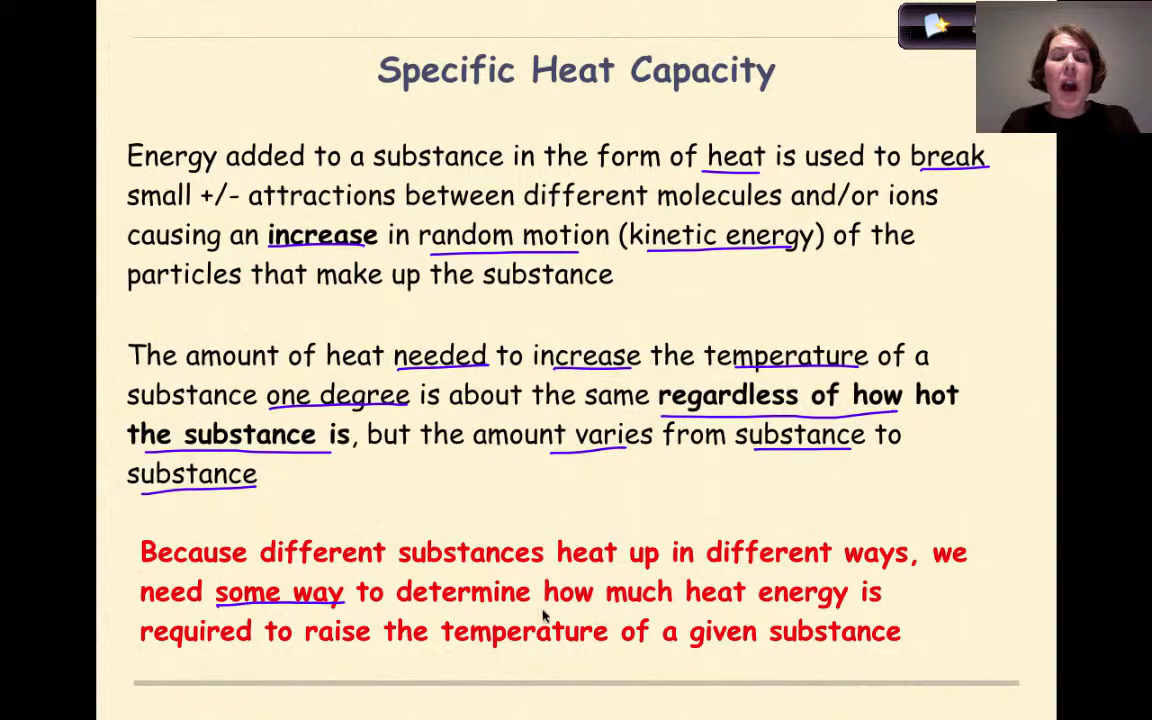 Specific Heat Capacity
Energy added to a substance in the form of heat is used to break
small +/- attractions between different molecules and/or ions
causing an increase in random motion (kinetic energy) of the
particles that make up the substance
The amount of heat needed to increase the temperature of a
substance one degree is about the same regardless of how hot
the substance is, but the amount varies from substance to
substance
Because different substances heat up in different ways, we
need some way to determine how much heat energy is
required to raise the temperature of a given substance